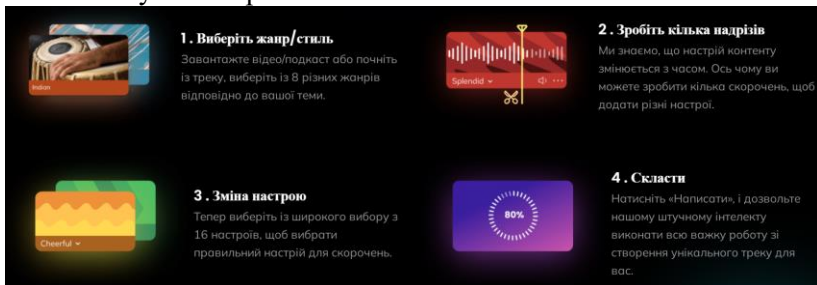 Indian
1. Виберіть жанр/стиль
Завантажте відео/подкаст або почніть
із треку, виберіть із 8 різних жанрів
відповідно до вашої теми.
Splendid
2. Зробіть кілька надрізів
Ми знаємо, що настрій контенту
змінюється з часом. Ось чому ви
можете зробити кілька скорочень, щоб
додати різні настрої.
Cheerful
3. Зміна настрою
Тепер виберіть із широкого вибору з
16 настроїв, щоб вибрати
правильний настрій для скорочень.
80%
4. Скласти
Натисніть «Написати», і дозвольте
нашому штучному інтелекту
виконати всю важку роботу зі
створення унікального треку для
вас.